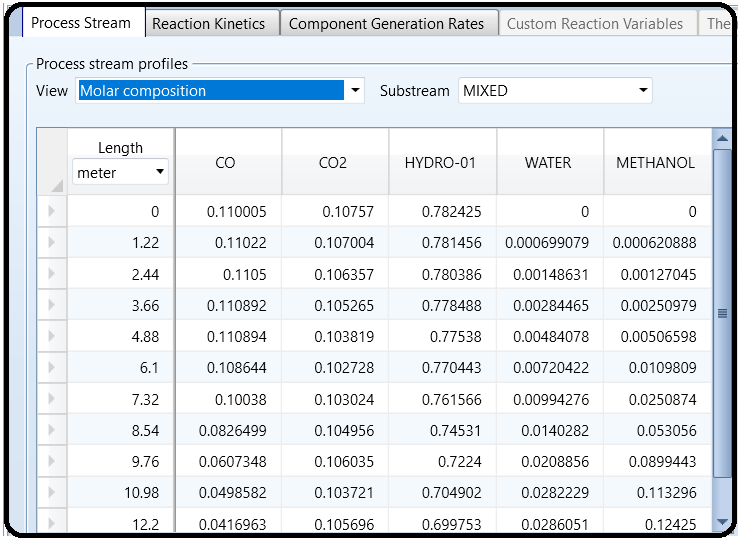 Process Stream Reaction Kinetics Component Generation Rates Custom Reaction Variables The
Process stream profiles
View Molar composition Substream MIXED
Length
meter CO CO2 HYDRO-01 WATER METHANOL
0 0.110005 0.10757 0.782425 0 0
1.22 0.11022 0.107004 0.781456 0.000699079 0.000620888
2.44 0.1105 0.106357 0.780386 0.00148631 0.00127045
3.66 0.110892 0.105265 0.778488 0.00284465 0.00250979
4.88 0.110894 0.103819 0.77538 0.00484078 0.00506598
6.1 0.108644 0.102728 0.770443 0.00720422 0.0109809
7.32 0.10038 0.103024 0.761566 0.00994276 0.0250874
8.54 0.0826499 0.104956 0.74531 0.0140282 0.053056
9.76 0.0607348 0.106035 0.7224 0.0208856 0.0899443
10.98 0.0498582 0.103721 0.704902 0.0282229 0.113296
12.2 0.0416963 0.105696 0.699753 0.0286051 0.12425